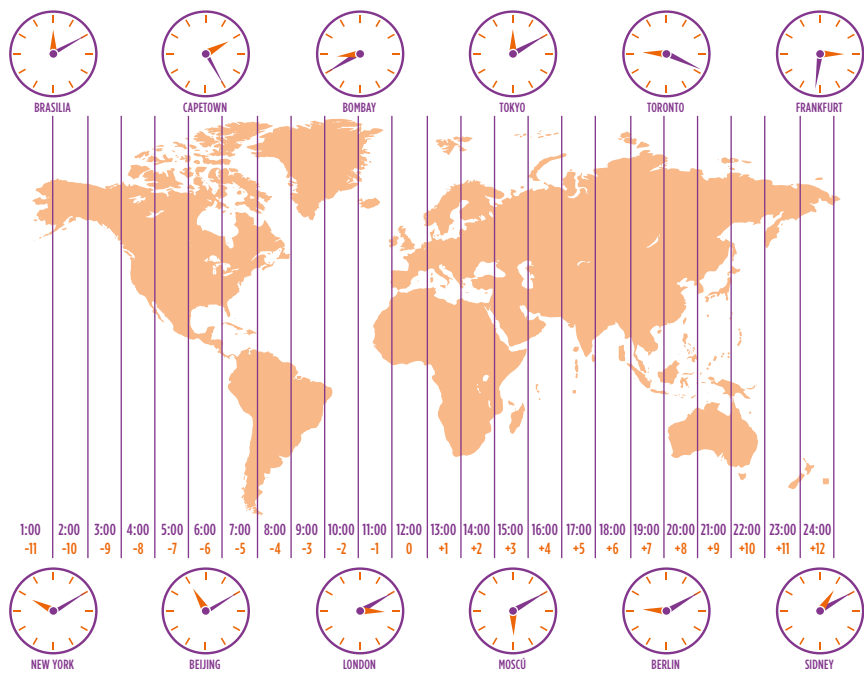 BRASILIA CAPETOWN BOMBAY TOKYO TORONTO FRANKFURT
1:00 2:00 3:00 4:00 5:00 6:00 7:00 8:00 9:00 10:00 11:00 12:00 13:00 14:00 15:00 16:00 17:00 18:00 19:00 20:00 21:00 22:00 23:00 24:00
-11 -10 -9 -8 -7 -6 -5 -4 -3 -2 -1 0 +1 +2 +3 +4 +5 +6 +7 +8 +9 +10 +11 +12
NEW YORK BEIJING LONDON MOSCÚ BERLIN SIDNEY